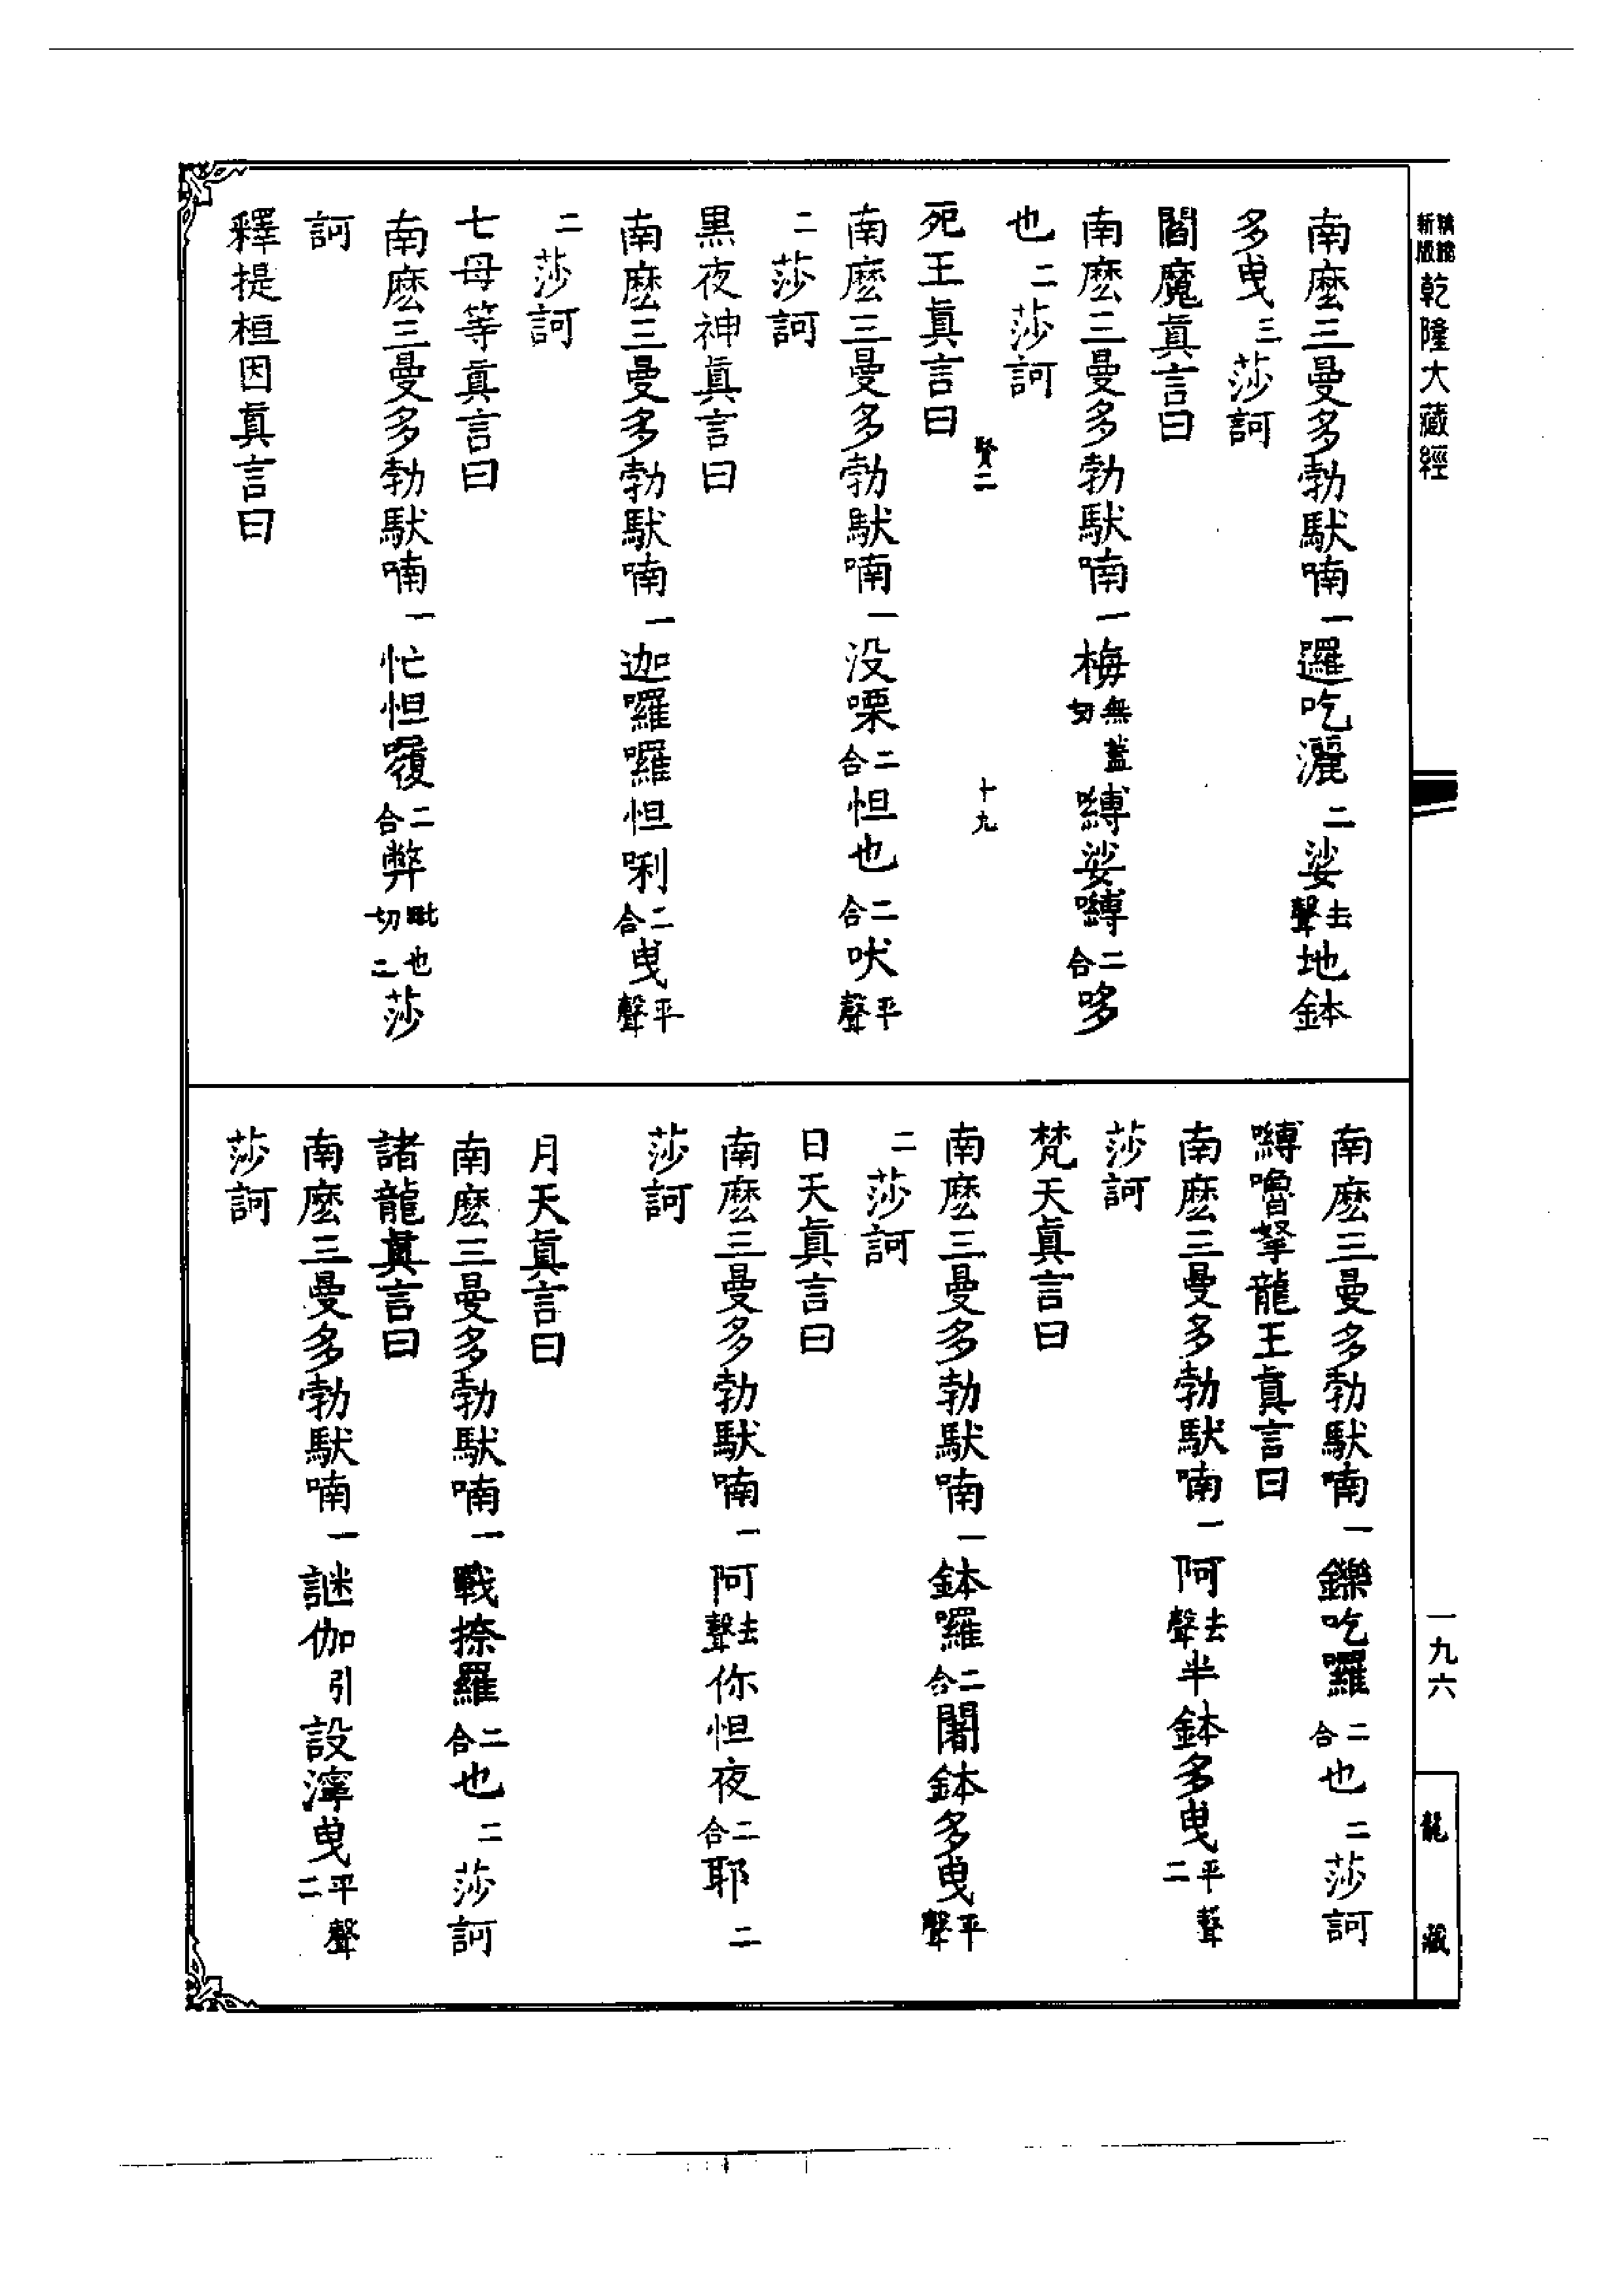 新版精縮乾隆大藏經
一九六
龍藏
南麽三曼多勃馱喃一邏吃灑二娑去聲地鉢
多曳三莎訶
閻魔眞言曰
南麽三曼多勃馱喃一梅無蓋切嚩娑嚩二合哆
也二莎訶
賢二 十九
死王眞言曰
南麽三曼多勃馱喃一没㗚二合怛也二合吠平聲
二莎訶
黑夜神眞言曰
南麽三曼多勃馱喃一迦囉囉怛唎二合曳平聲
二莎訶
七母等眞言曰
南麽三曼多勃馱喃一忙怛囇二合弊毗也切二莎
訶
釋提桓因眞言曰
南麽三曼多勃馱喃一鑠吃囉二合也二莎訶
嚩嚕拏龍王眞言曰
南麽三曼多勃馱喃一阿去聲半鉢多曳平聲二
莎訶
梵天眞言曰
南麽三曼多勃馱喃一鉢囉二合闍鉢多曳平聲
二莎訶
日天眞言曰
南麽三曼多勃馱喃一阿去聲你怛夜二合耶二
莎訶
月天眞言曰
南麽三曼多勃馱喃一戰捺羅二合也二莎訶
諸龍眞言曰
南麽三曼多勃馱喃一謎伽引設濘曳平聲二
莎訶